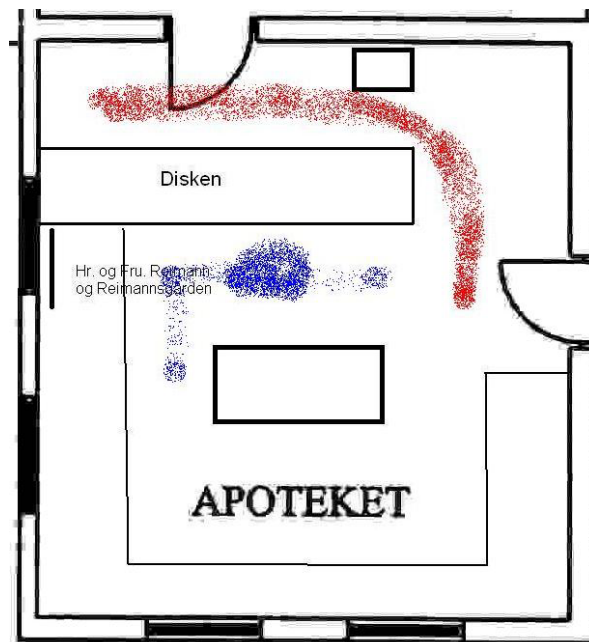 Disken
Hr. og Fru. Reimann
og Reimannsgården
APOTEKET